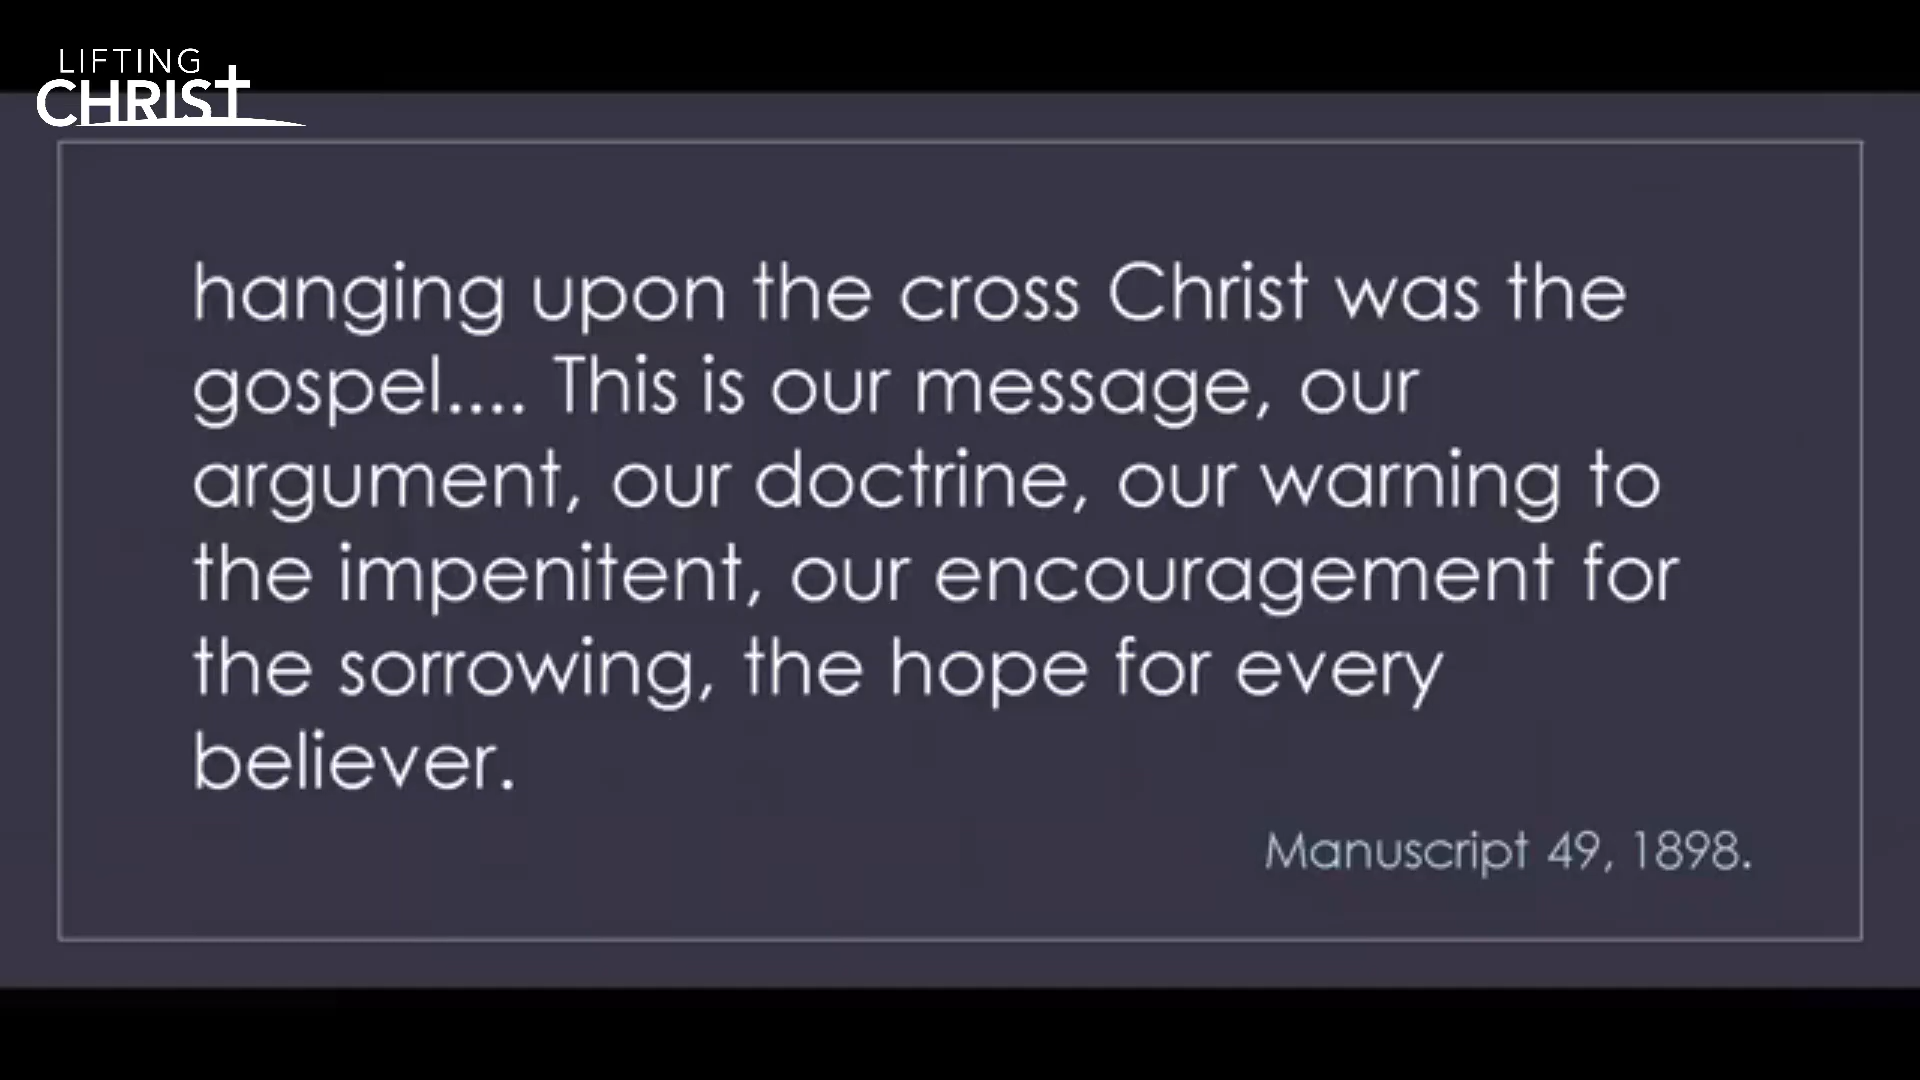 LIFTING
CHRIST
hanging upon the cross Christ was the
gospel.... This is our message, our
argument, our doctrine, our warning to
the impenitent, our encouragement for
the sorrowing, the hope for every
believer.
Manuscript 49, 1898.